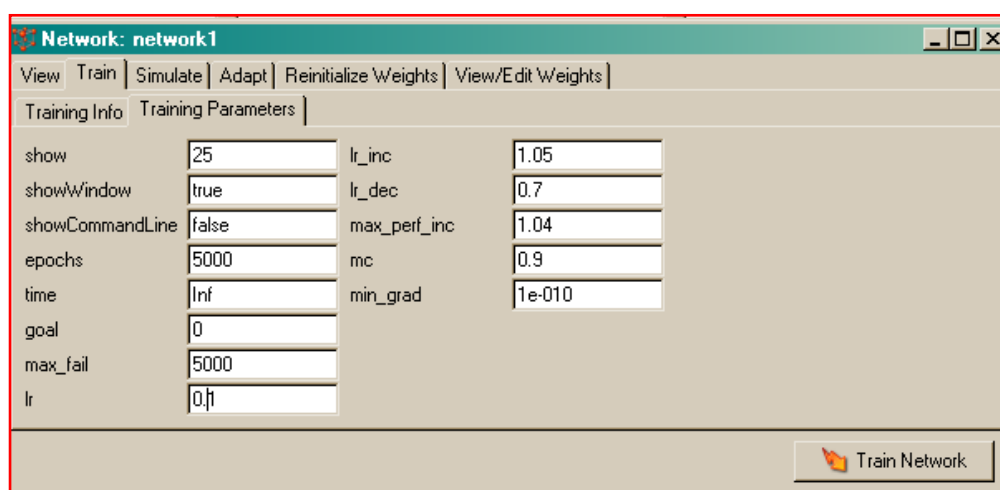 Network: network1
View Train Simulate Adapt Reinitialize Weights View/Edit Weights
Training Info Training Parameters
show 25 lr_inc 1.05
showWindow true lr_dec 0.7
showCommandLine false max_perf_inc 1.04
epochs 5000 mc 0.9
time Inf min_grad 1e-010
goal 0
max_fail 5000
lr 0.1
Train Network